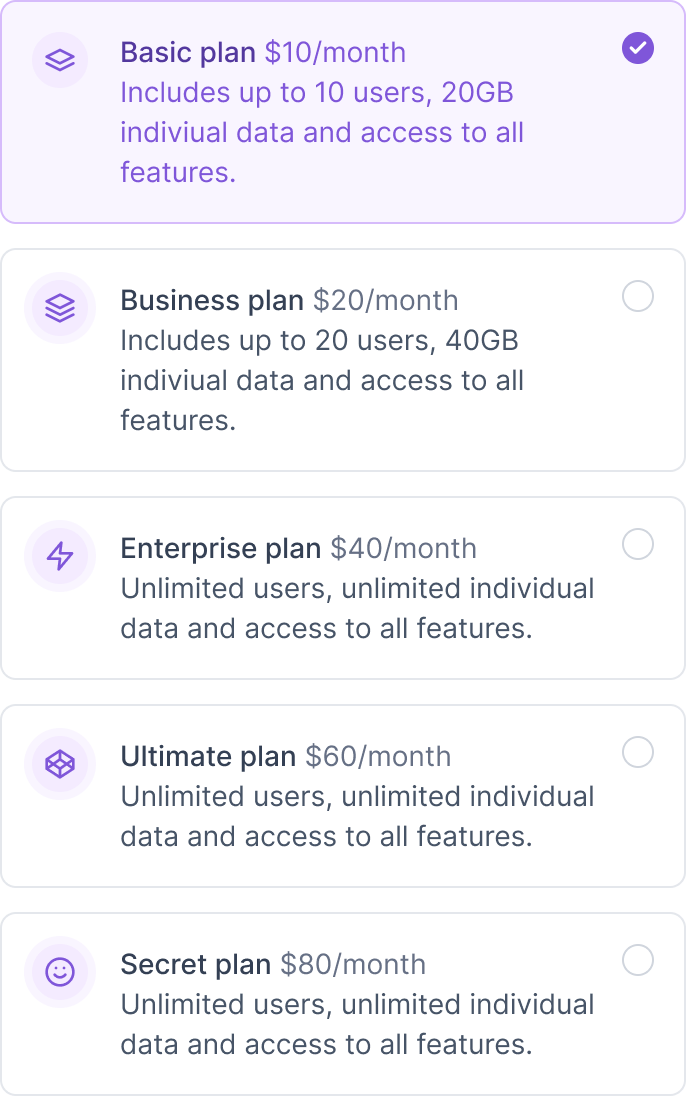 Basic plan $10/month
Includes up to 10 users, 20GB
indiviual data and access to all
features.
Business plan $20/month
Includes up to 20 users, 40GB
indiviual data and access to all
features.
Enterprise plan $40/month
Unlimited users, unlimited individual
data and access to all features.
Ultimate plan $60/month
Unlimited users, unlimited individual
data and access to all features.
Secret plan $80/month
Unlimited users, unlimited individual
data and access to all features.